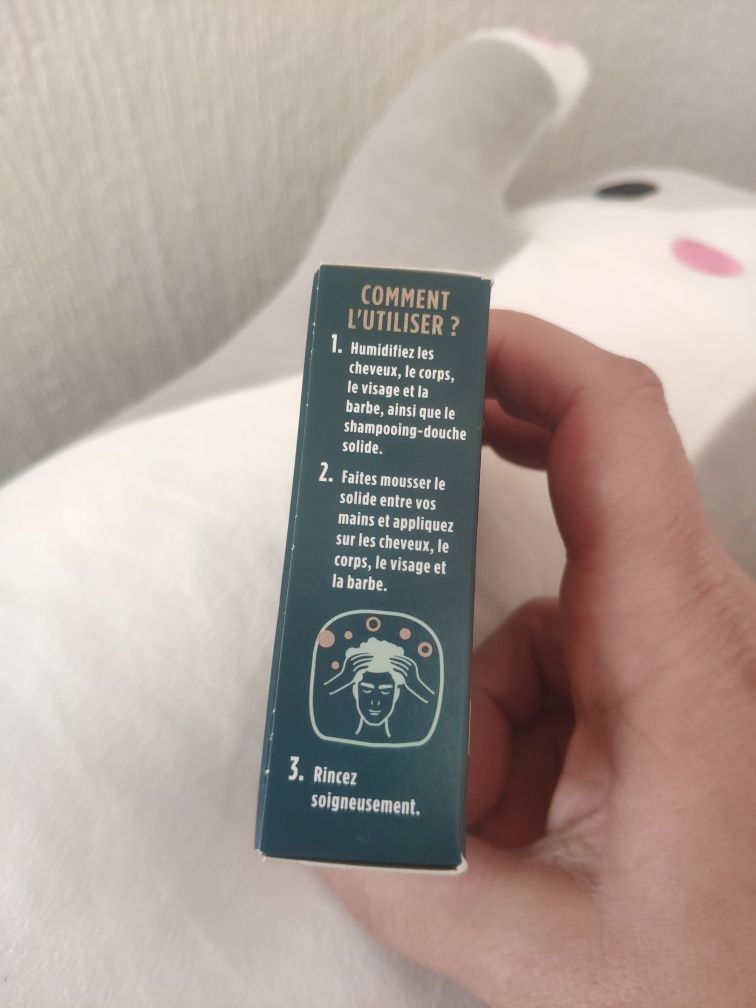 COMMENT
L'UTILISER ?
1. Humidifiez les
cheveux, le corps,
le visage et la
barbe, ainsi que le
shampooing-douche
solide.
2. Faites mousser le
solide entre vos
mains et appliquez
sur les cheveux, le
corps, le visage et
la barbe.
3. Rincez
soigneusement.